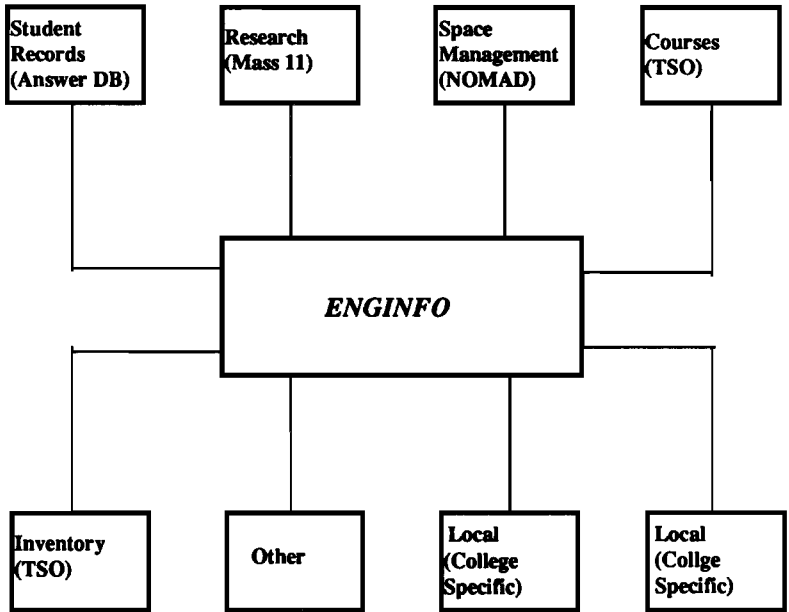 Student
Records
(Answer DB)
Research
(Mass 11)
Space
Management
(NOMAD)
Courses
(TSO)
ENGINFO
Inventory
(TSO)
Other
Local
(College
Specific)
Local
(Collge
Specific)